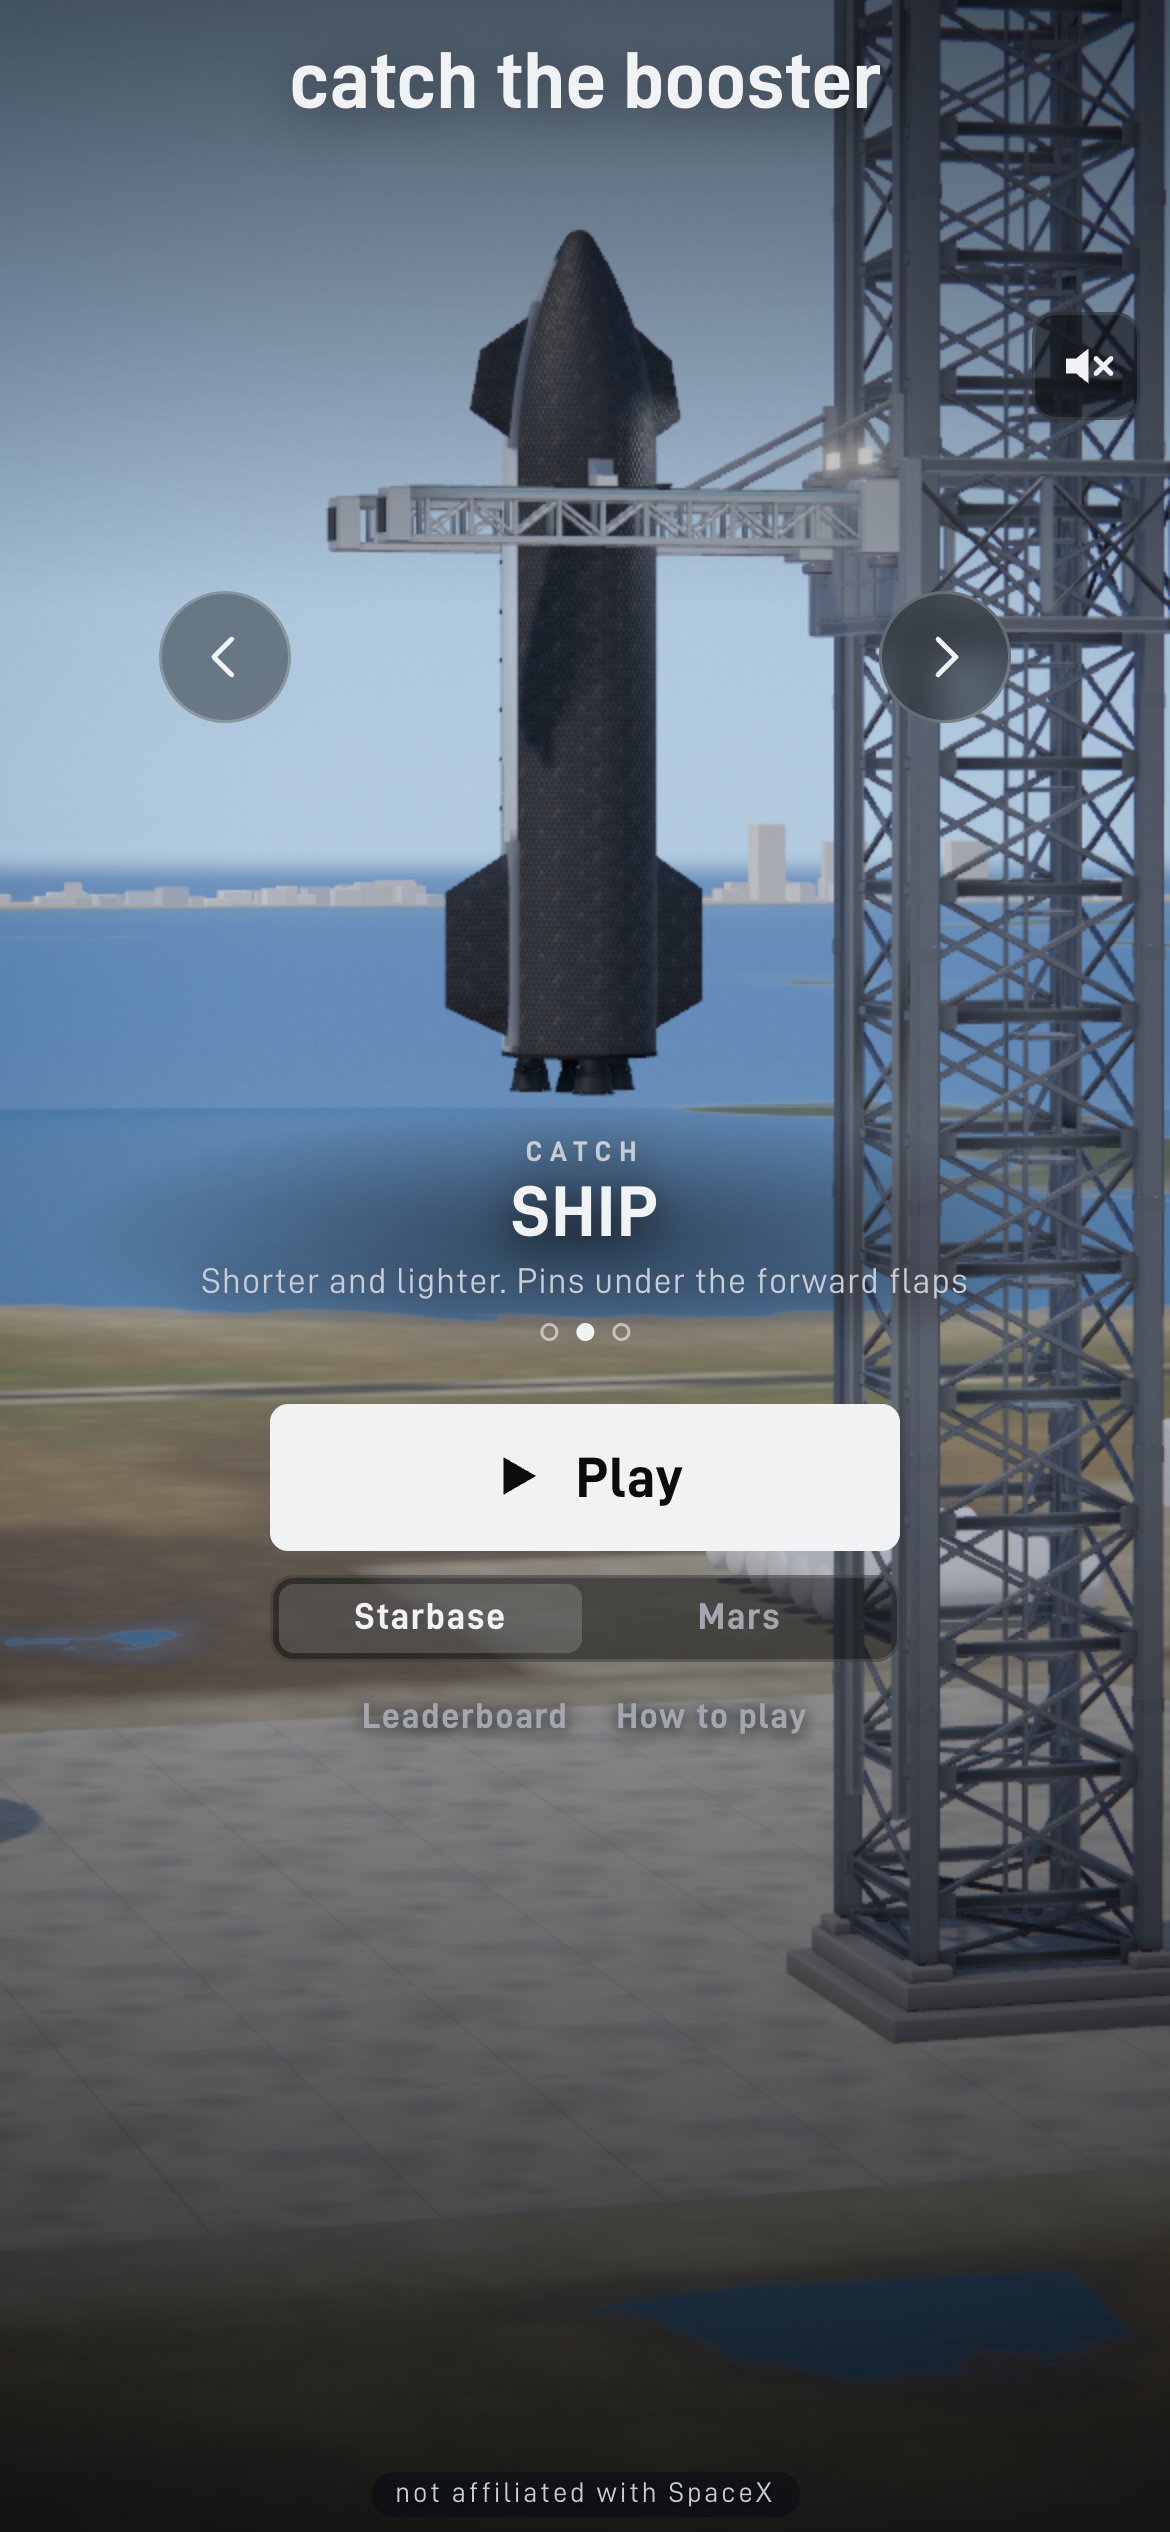 catch the booster
CATCH
SHIP
Shorter and lighter. Pins under the forward flaps
Play
Starbase
Mars
Leaderboard
How to play
not affiliated with SpaceX